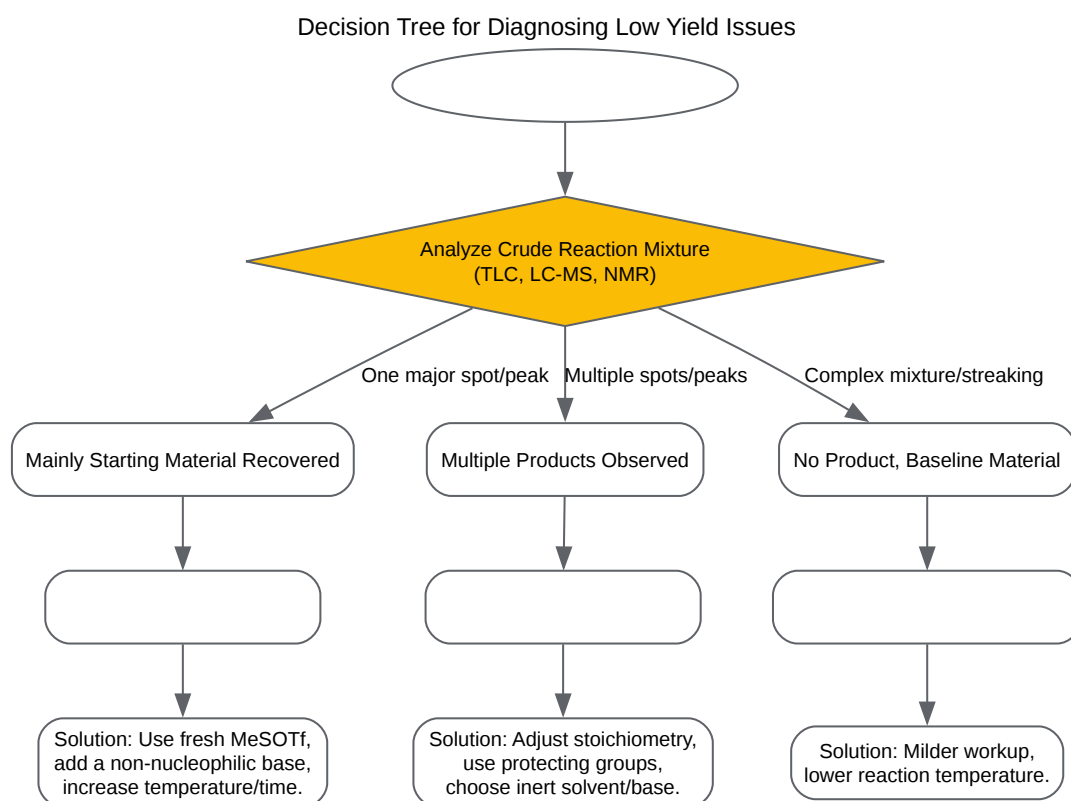 Decision Tree for Diagnosing Low Yield Issues
Analyze Crude Reaction Mixture
(TLC, LC-MS, NMR)
One major spot/peak
Multiple spots/peaks
Complex mixture/streaking
Mainly Starting Material Recovered
Multiple Products Observed
No Product, Baseline Material
Solution: Use fresh MeSOTf,
add a non-nucleophilic base,
increase temperature/time.
Solution: Adjust stoichiometry,
use protecting groups,
choose inert solvent/base.
Solution: Milder workup,
lower reaction temperature.